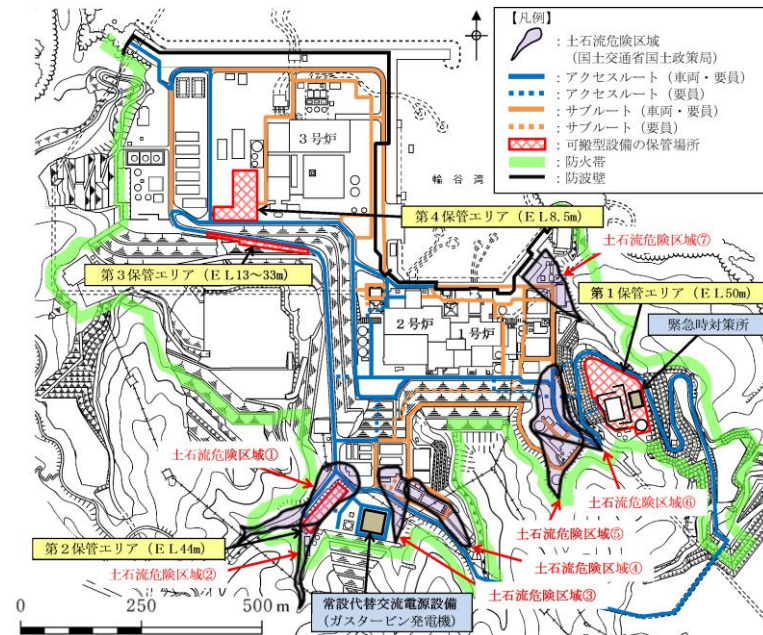 【凡例】
：土石流危険区域
（国土交通省国土政策局）
：アクセスルート（車両・要員）
：アクセスルート（要員）
：サブルート（車両・要員）
：サブルート（要員）
：可搬型設備の保管場所
：防火帯
：防波壁
3号炉
輪谷湾
第4保管エリア（EL8.5m）
土石流危険区域⑦
第3保管エリア（EL13～33m）
第1保管エリア（EL50m）
緊急時対策所
2号炉
号炉
土石流危険区域①
土石流危険区域⑥
土石流危険区域⑤
第2保管エリア（EL44m）
土石流危険区域④
土石流危険区域②
土石流危険区域③
常設代替交流電源設備
（ガスタービン発電機）
0 250 500 m